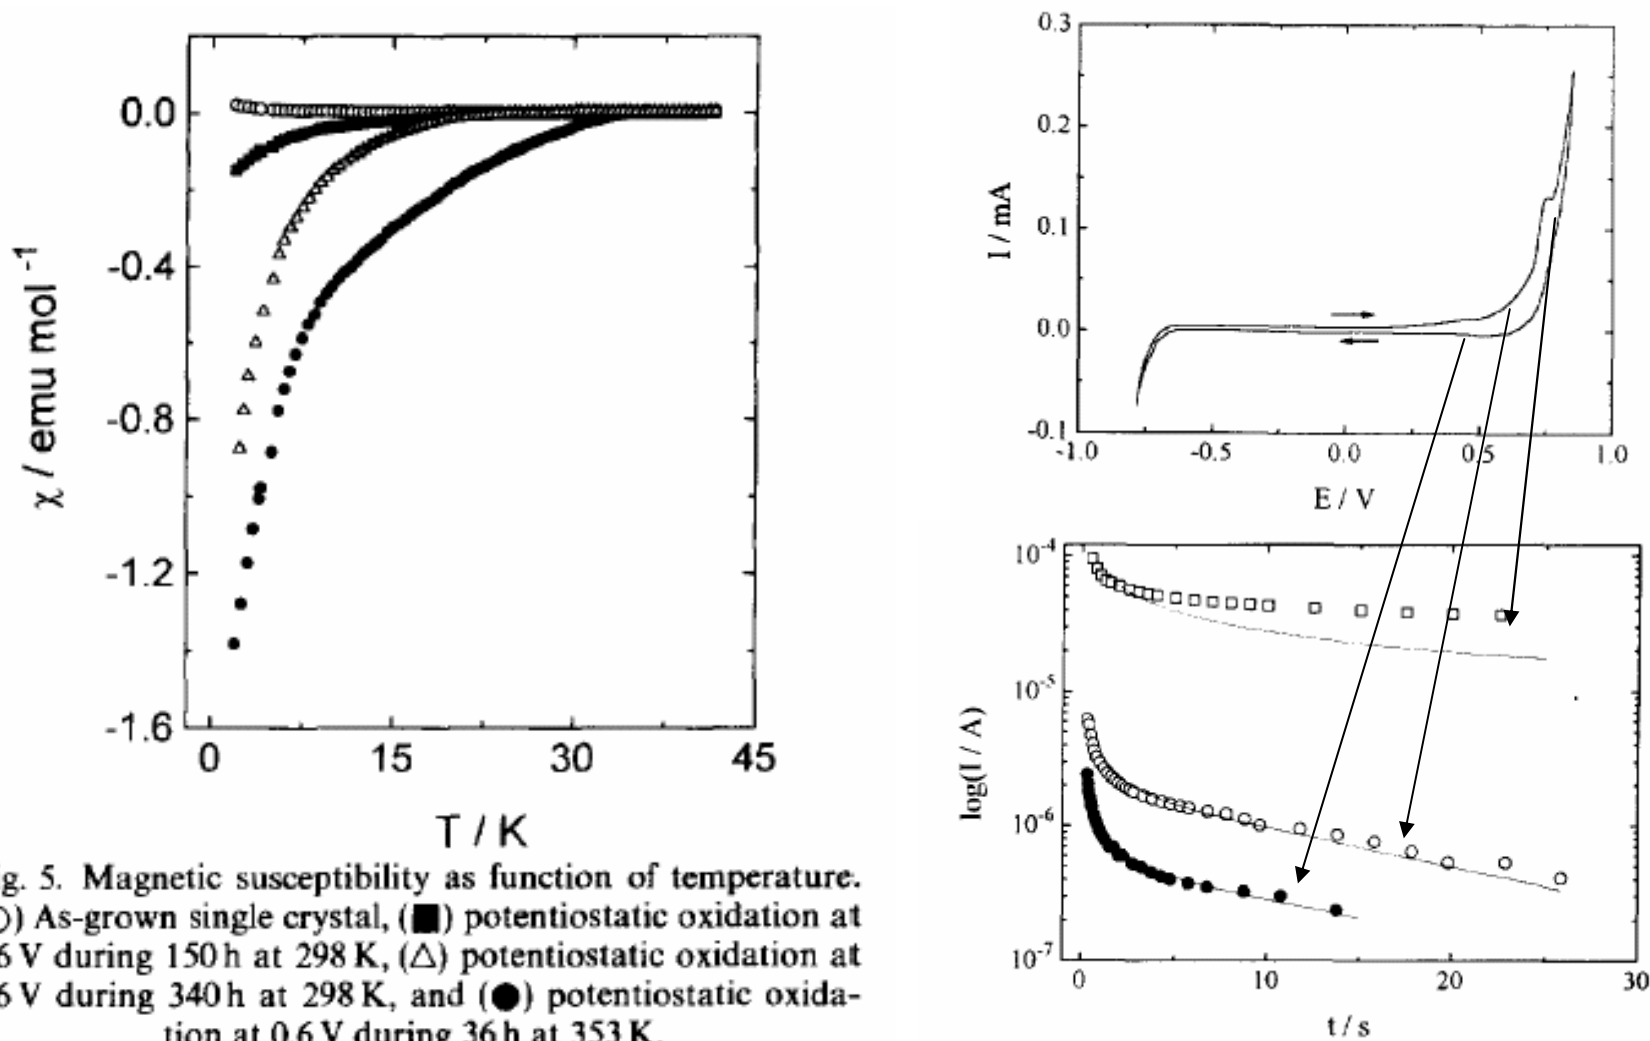 0.0
-0.4
-0.8
-1.2
-1.6
0 15 30 45
χ / emu mol -1
T / K
g. 5. Magnetic susceptibility as function of temperature.
) As-grown single crystal, (■) potentiostatic oxidation at
6 V during 150 h at 298 K, (△) potentiostatic oxidation at
6 V during 340 h at 298 K, and (●) potentiostatic oxida-
tion at 0.6 V during 36 h at 353 K.
0.3
0.2
0.1
0.0
-0.1
-1.0 -0.5 0.0 0.5 1.0
I / mA
E / V
10-4
10-5
10-6
10-7
0 10 20 30
log(I / A)
t / s